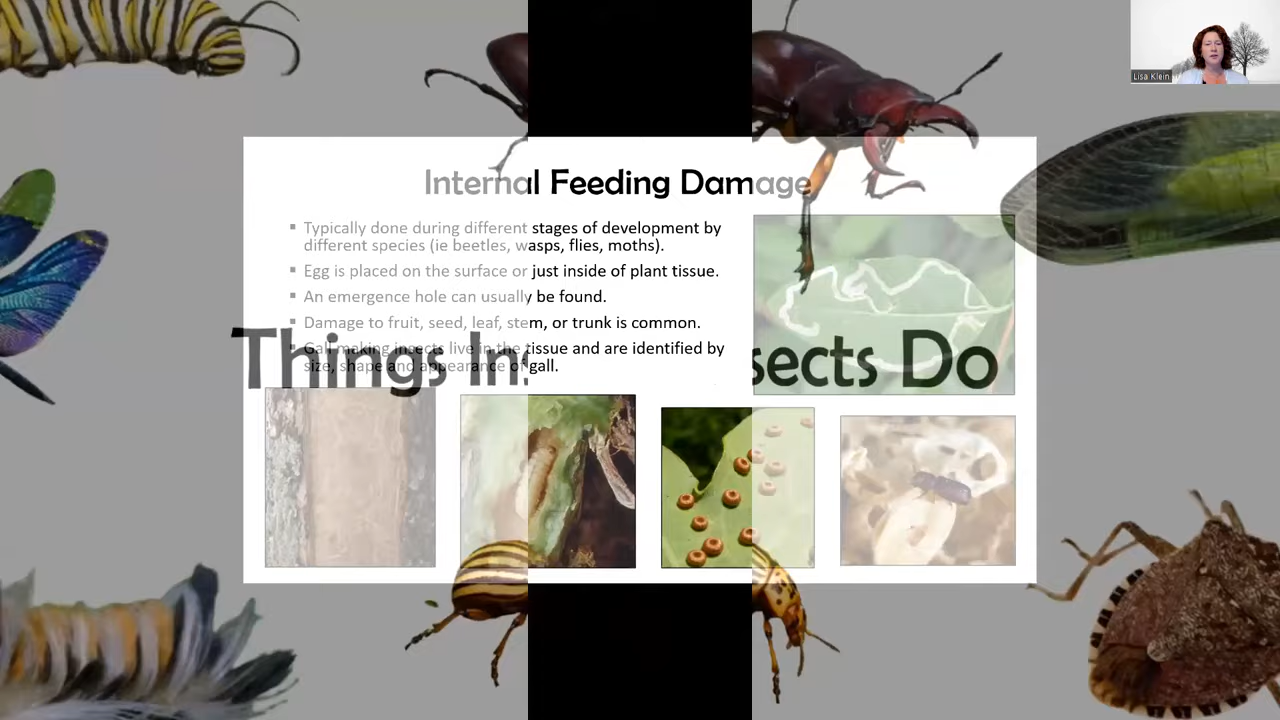 Lisa Klein
Internal Feeding Damage
▪ Typically done during different stages of development by
different species (ie beetles, wasps, flies, moths).
▪ Egg is placed on the surface or just inside of plant tissue.
▪ An emergence hole can usually be found.
▪ Damage to fruit, seed, leaf, stem, or trunk is common.
▪ Gall making insects live in the tissue and are identified by
size, shape and appearance of gall.
Things Ins sects Do